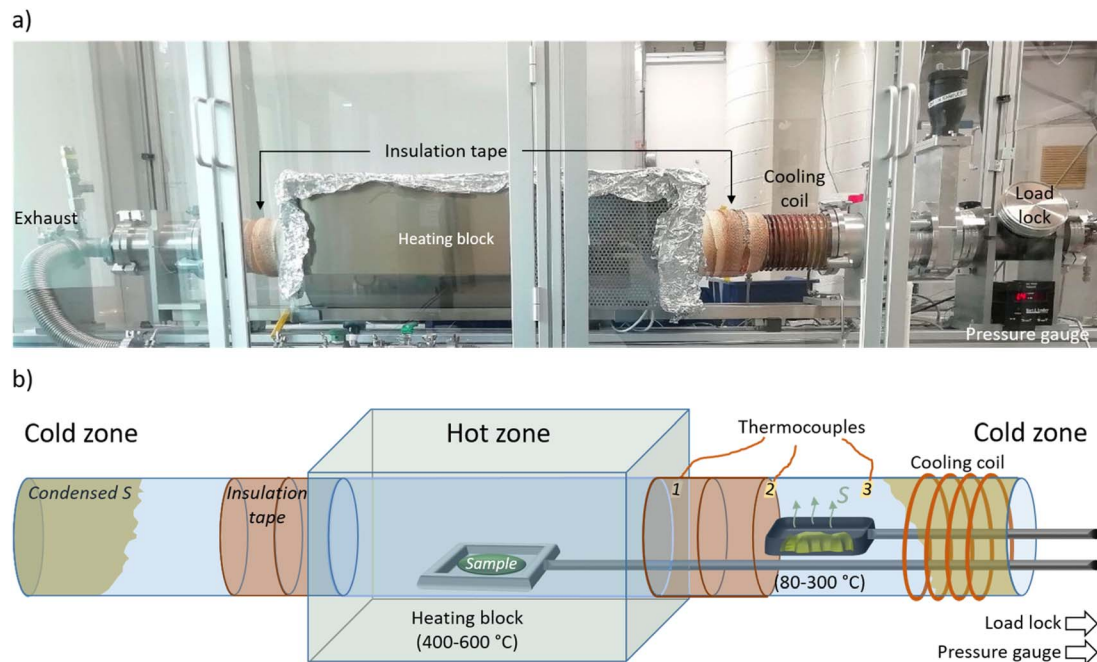 a)
Insulation tape
Cooling
coil
Exhaust
Heating block
Load
lock
Pressure gauge
b)
Cold zone
Hot zone
Thermocouples
Cold zone
Cooling coil
Condensed S
Insulation
tape
1
2
3
S
Sample
(80-300 °C)
Heating block
(400-600 °C)
Load lock
Pressure gauge